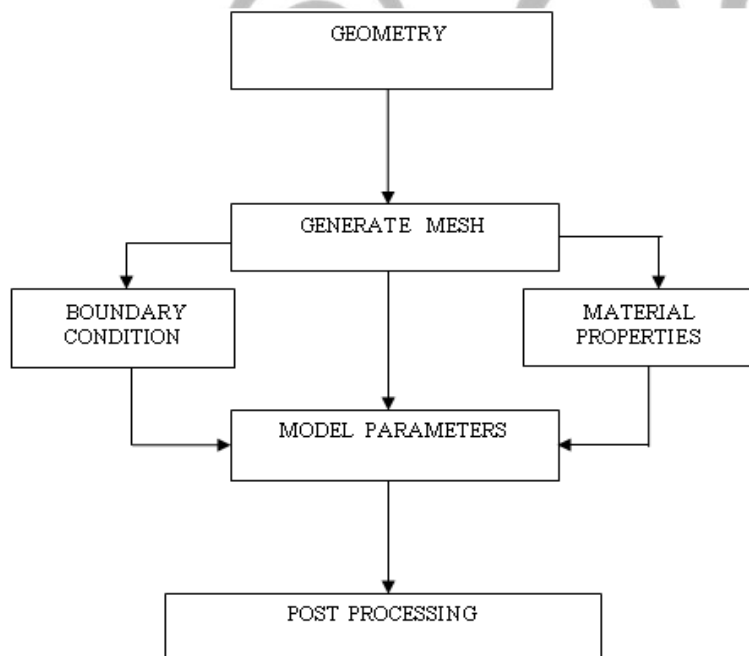 GEOMETRY
GENERATE MESH
BOUNDARY
CONDITION
MATERIAL
PROPERTIES
MODEL PARAMETERS
POST PROCESSING